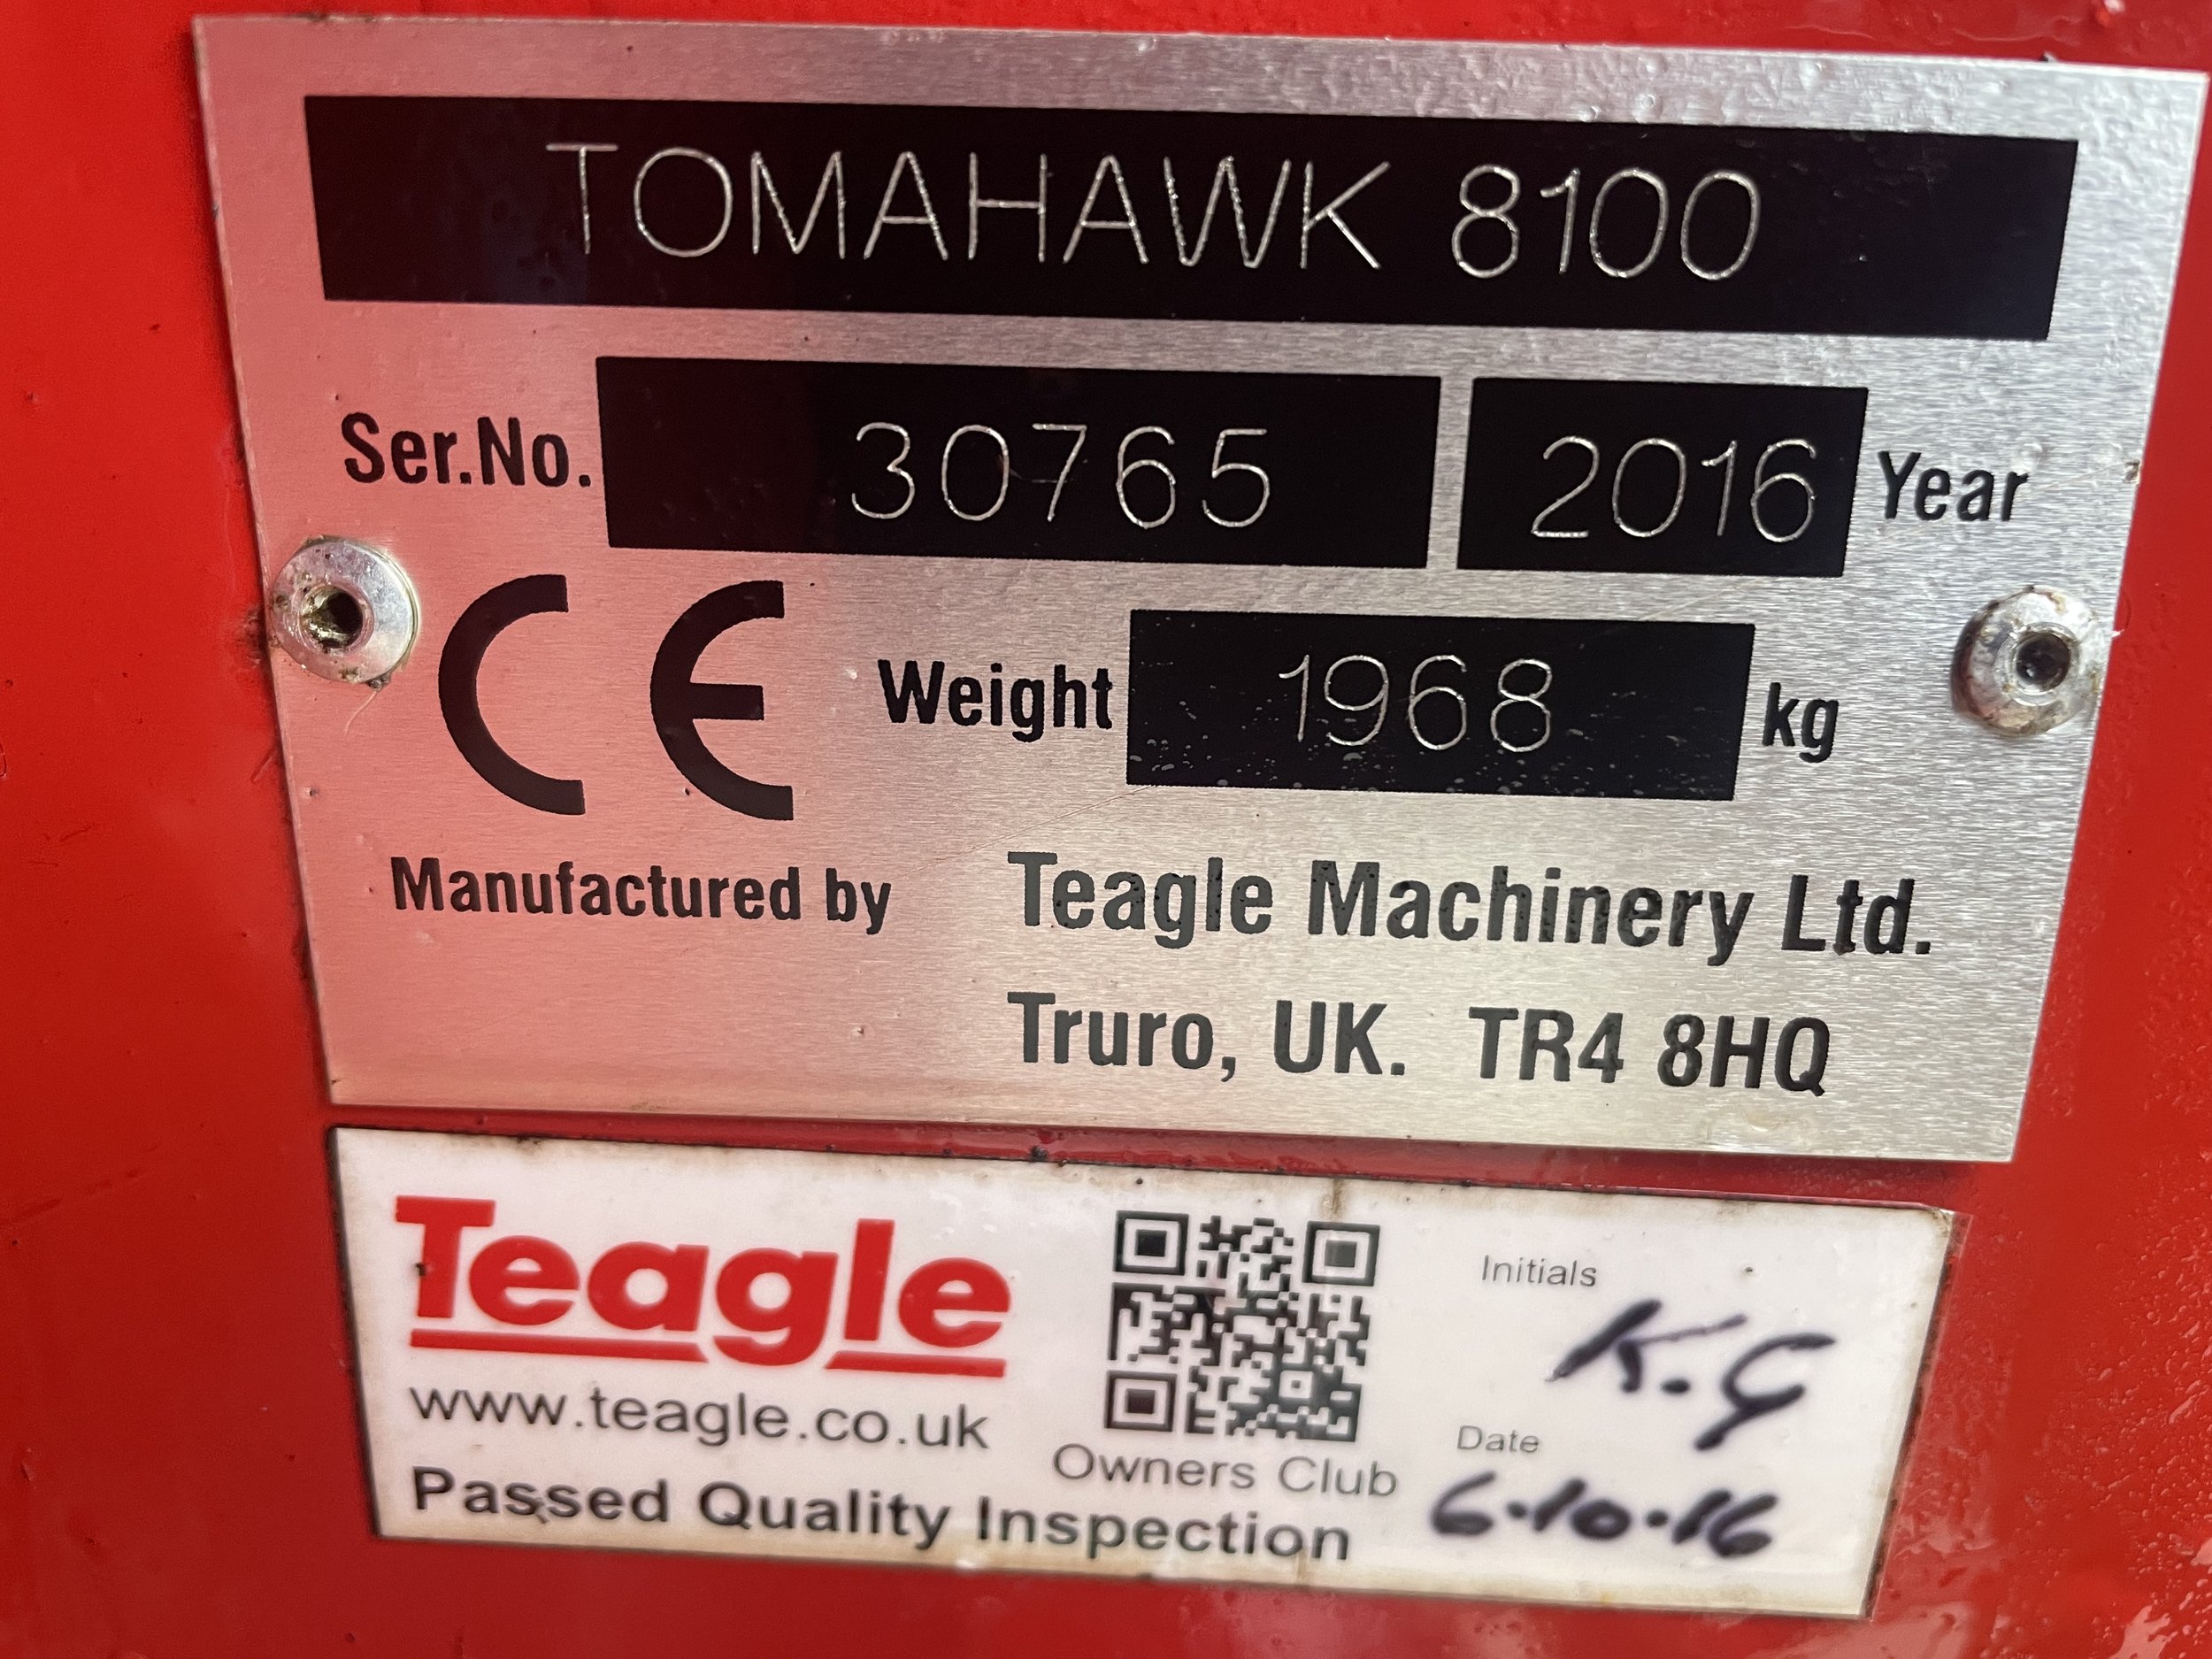 TOMAHAWK 8100
Ser.No. 30765 2016 Year
CE Weight 1968 kg
Manufactured by Teagle Machinery Ltd.
Truro, UK. TR4 8HQ
Teagle
www.teagle.co.uk
Passed Quality Inspection
Owners Club
Initials
K.G
Date
6.10.16